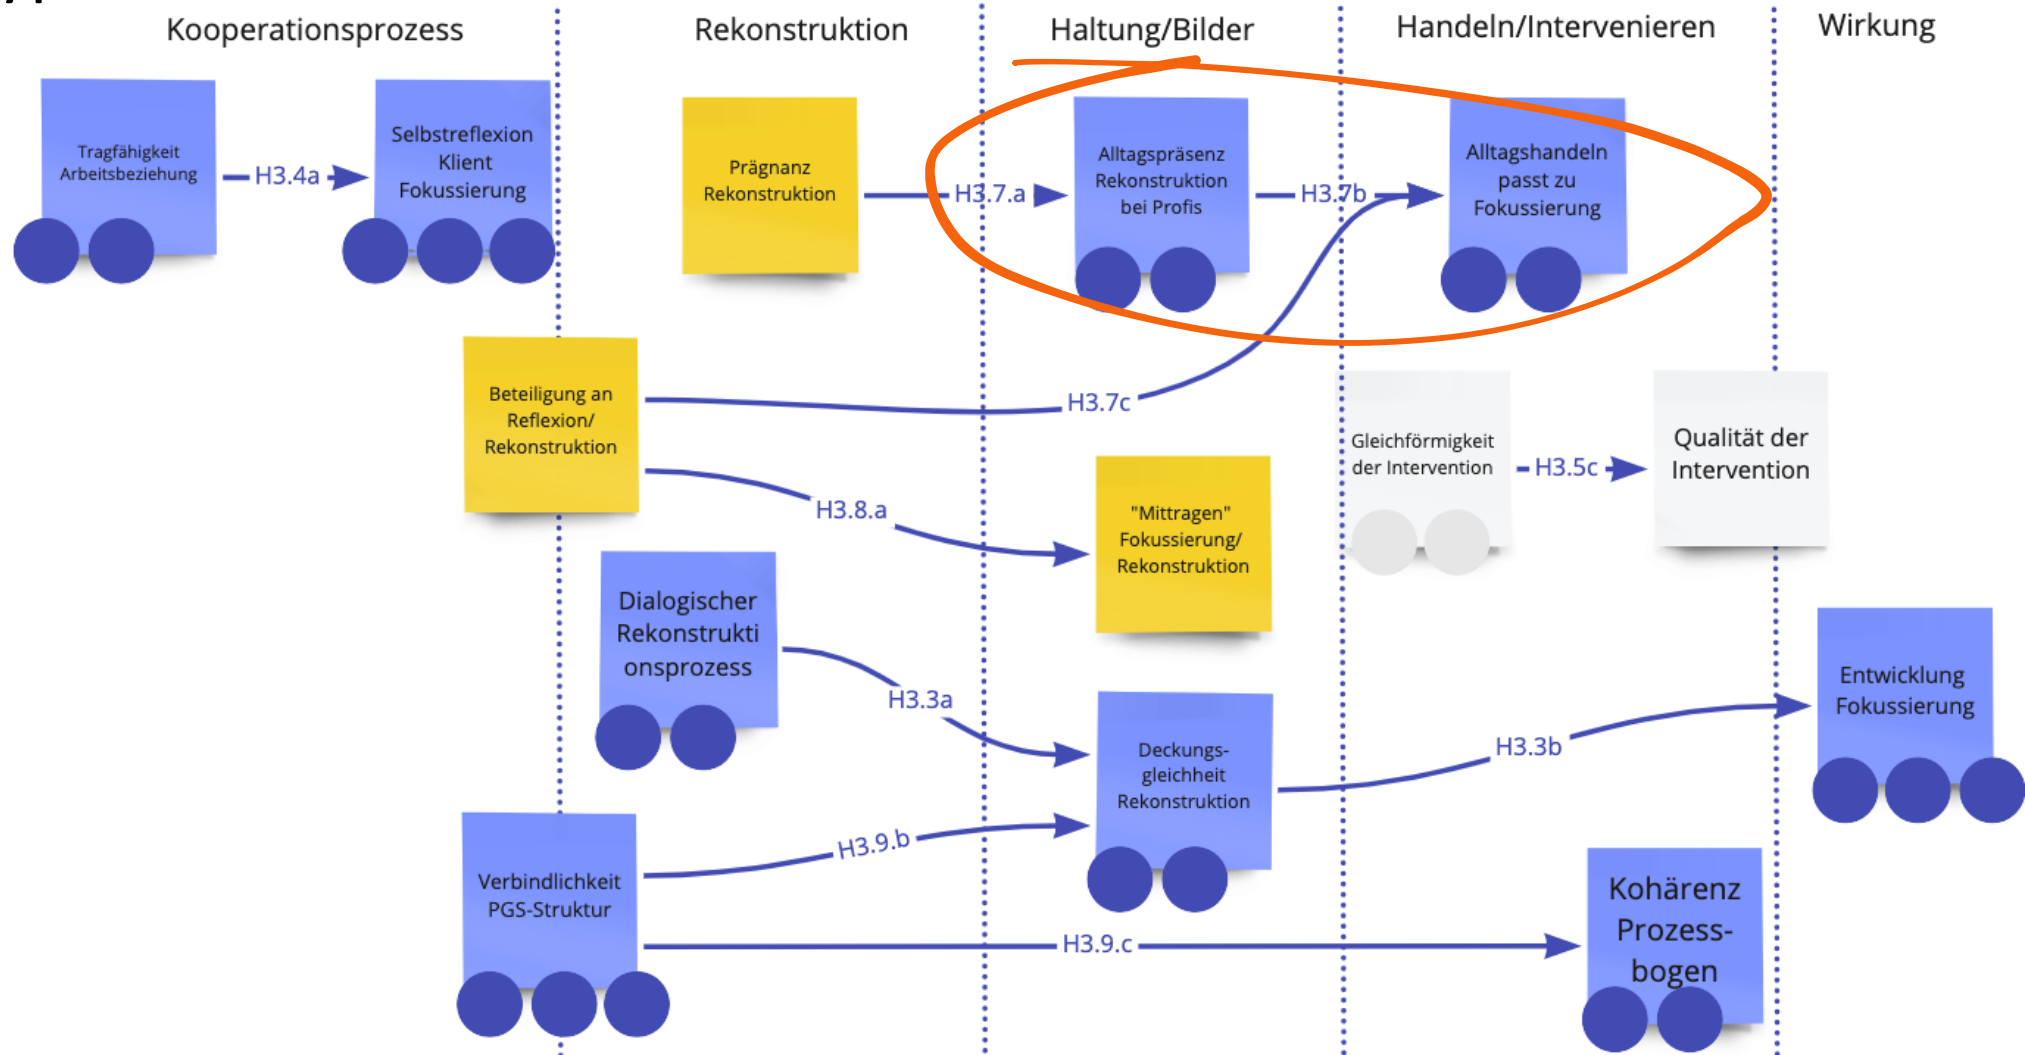 Kooperationsprozess
Rekonstruktion
Haltung/Bilder
Handeln/Intervenieren
Wirkung
Tragfähigkeit
Arbeitsbeziehung
H3.4a
Selbstreflexion
Klient
Fokussierung
Prägnanz
Rekonstruktion
H3.7.a
Alltagspräsenz
Rekonstruktion
bei Profis
H3.7b
Alltagshandeln
passt zu
Fokussierung
Beteiligung an
Reflexion/
Rekonstruktion
H3.7c
H3.8.a
"Mittragen"
Fokussierung/
Rekonstruktion
Gleichförmigkeit
der Intervention
H3.5c
Qualität der
Intervention
Dialogischer
Rekonstrukti
onsprozess
H3.3a
Deckungs-
gleichheit
Rekonstruktion
H3.3b
Entwicklung
Fokussierung
Verbindlichkeit
PGS-Struktur
H3.9.b
H3.9.c
Kohärenz
Prozess-
bogen